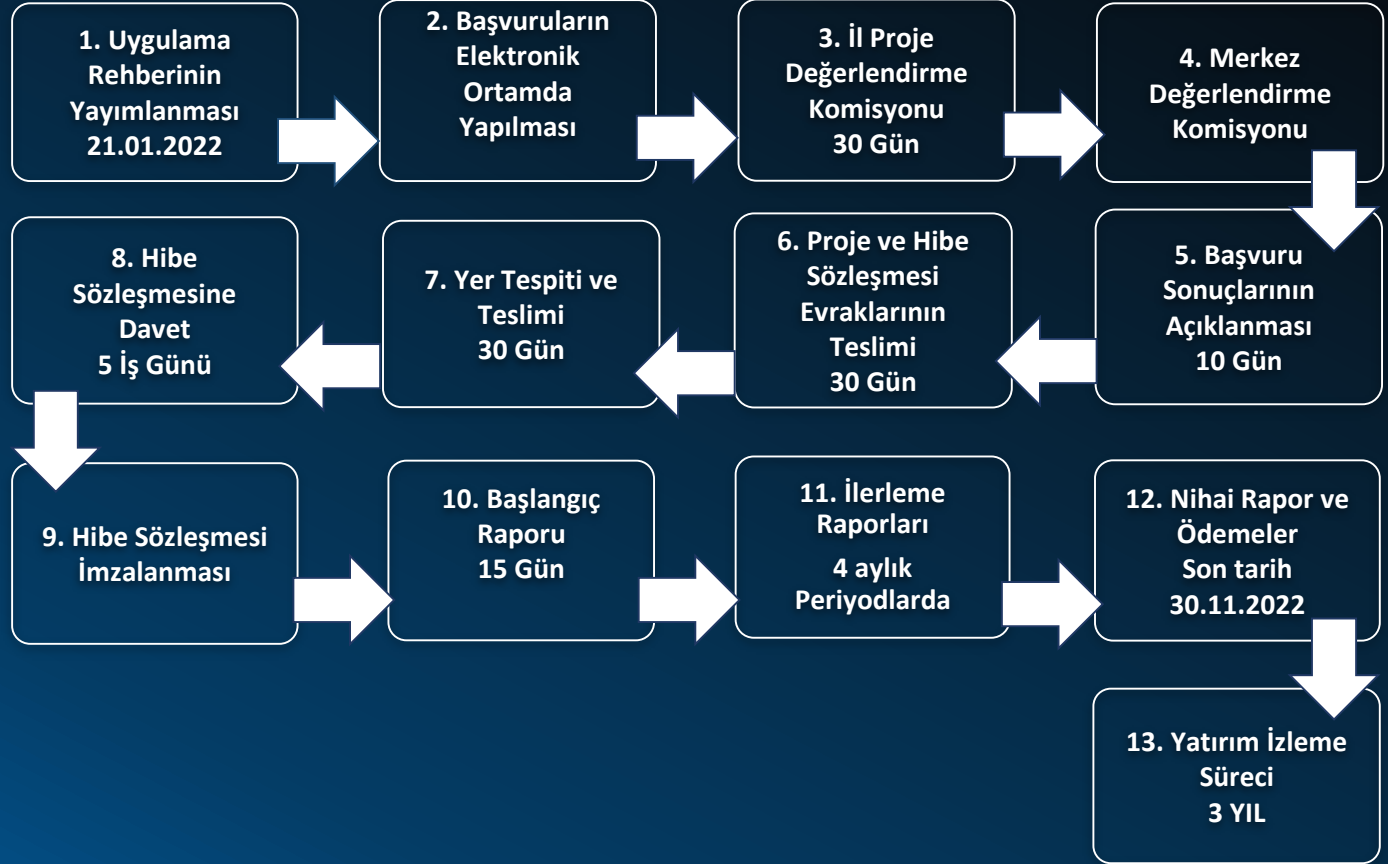 1. Uygulama
Rehberinin
Yayımlanması
21.01.2022
2. Başvuruların
Elektronik
Ortamda
Yapılması
3. İl Proje
Değerlendirme
Komisyonu
30 Gün
4. Merkez
Değerlendirme
Komisyonu
5. Başvuru
Sonuçlarının
Açıklanması
10 Gün
6. Proje ve Hibe
Sözleşmesi
Evraklarının
Teslimi
30 Gün
7. Yer Tespiti ve
Teslimi
30 Gün
8. Hibe
Sözleşmesine
Davet
5 İş Günü
9. Hibe Sözleşmesi
İmzalanması
10. Başlangıç
Raporu
15 Gün
11. İlerleme
Raporları
4 aylık
Periyodlarda
12. Nihai Rapor ve
Ödemeler
Son tarih
30.11.2022
13. Yatırım İzleme
Süreci
3 YIL